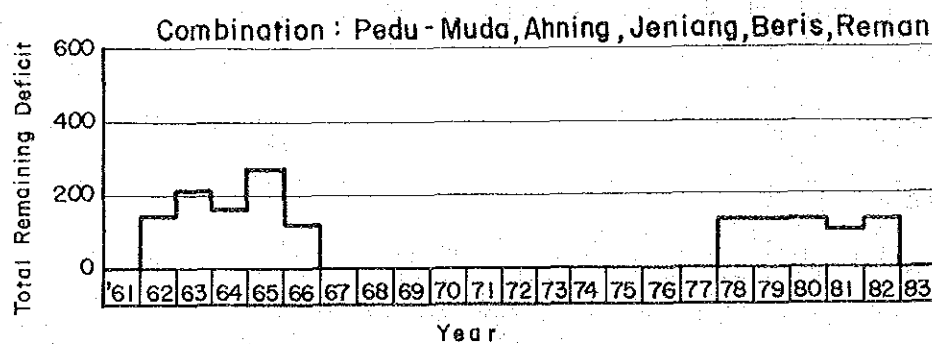 Combination : Pedu-Muda, Ahning, Jeniang, Beris, Reman
Total Remaining Deficit
600
400
200
0
'61 62 63 64 65 66 67 68 69 70 71 72 73 74 75 76 77 78 79 80 81 82 83
Year